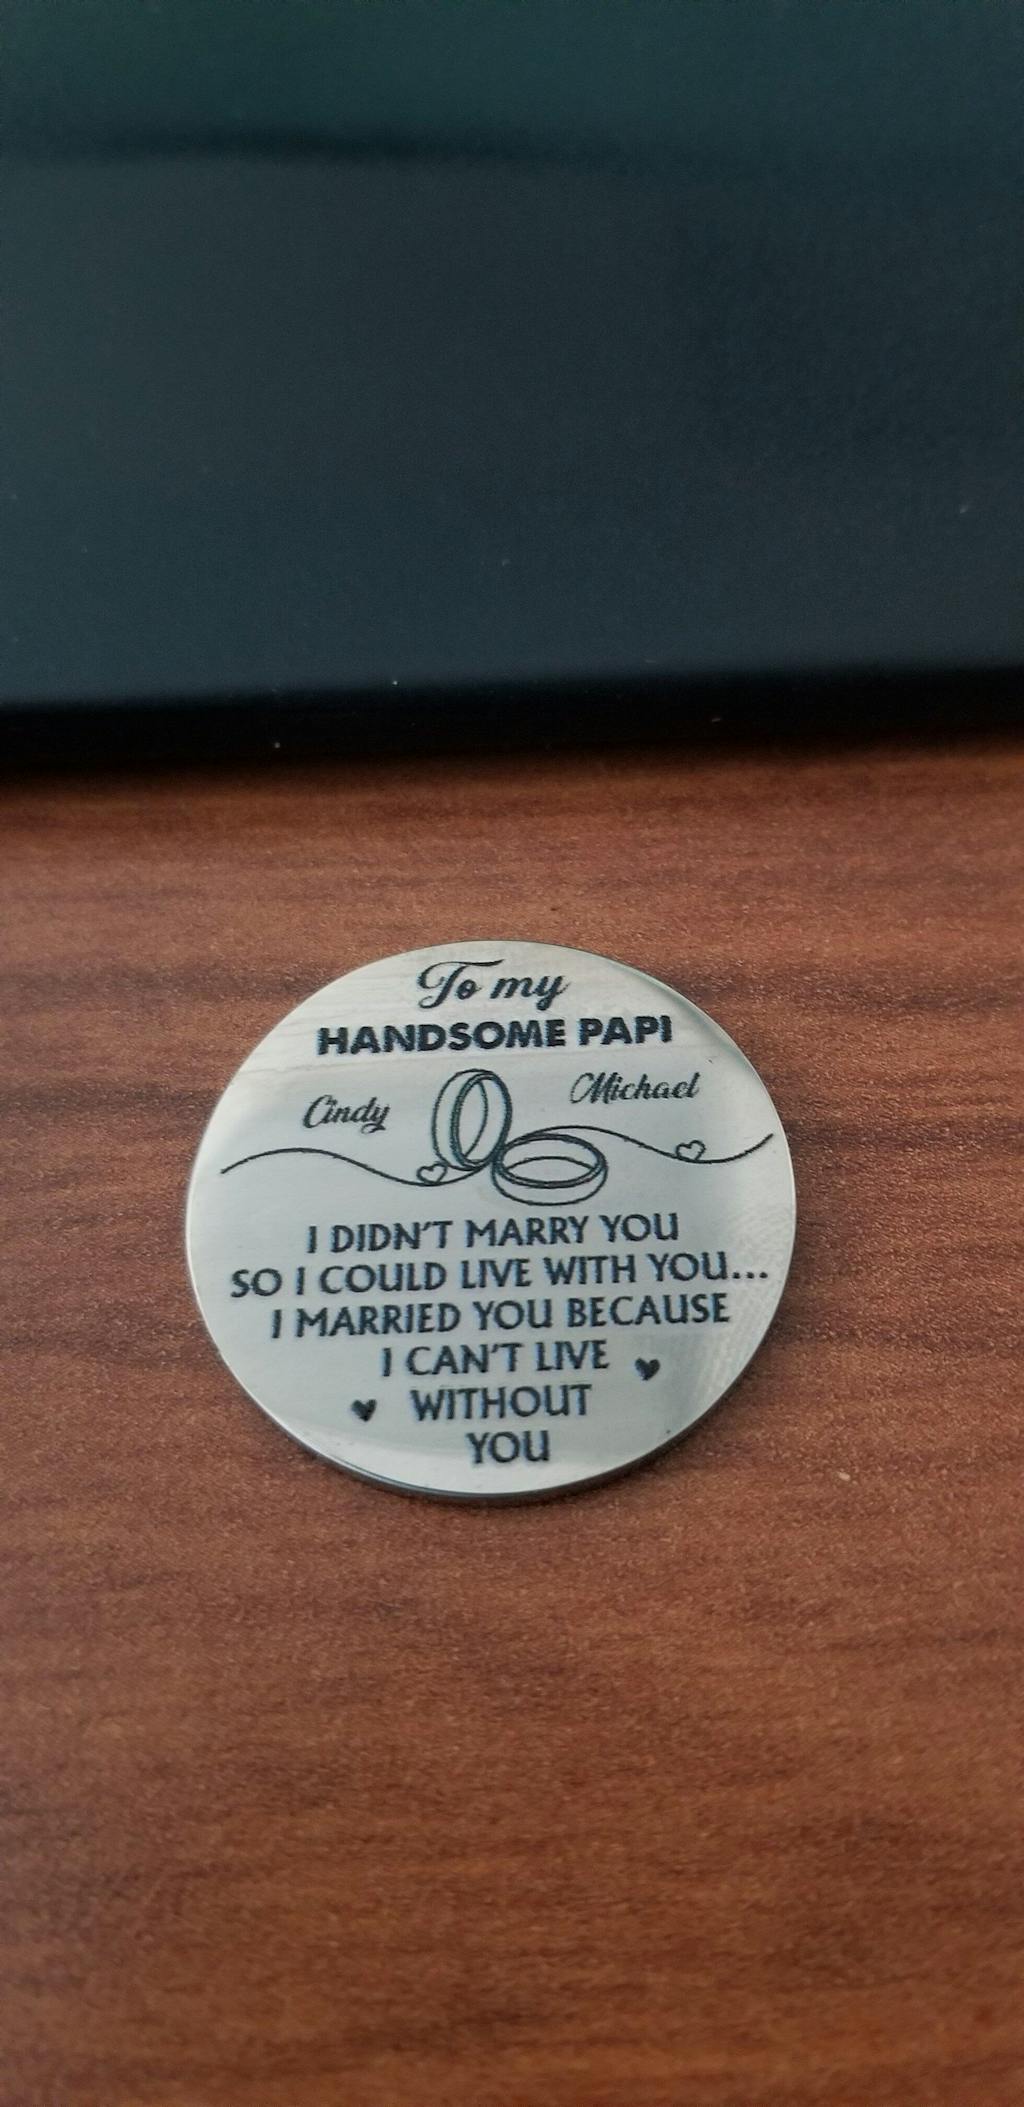 To my
HANDSOME PAPI
Cindy Michael
I DIDN'T MARRY YOU
SO I COULD LIVE WITH YOU...
I MARRIED YOU BECAUSE
I CAN'T LIVE
WITHOUT
YOU